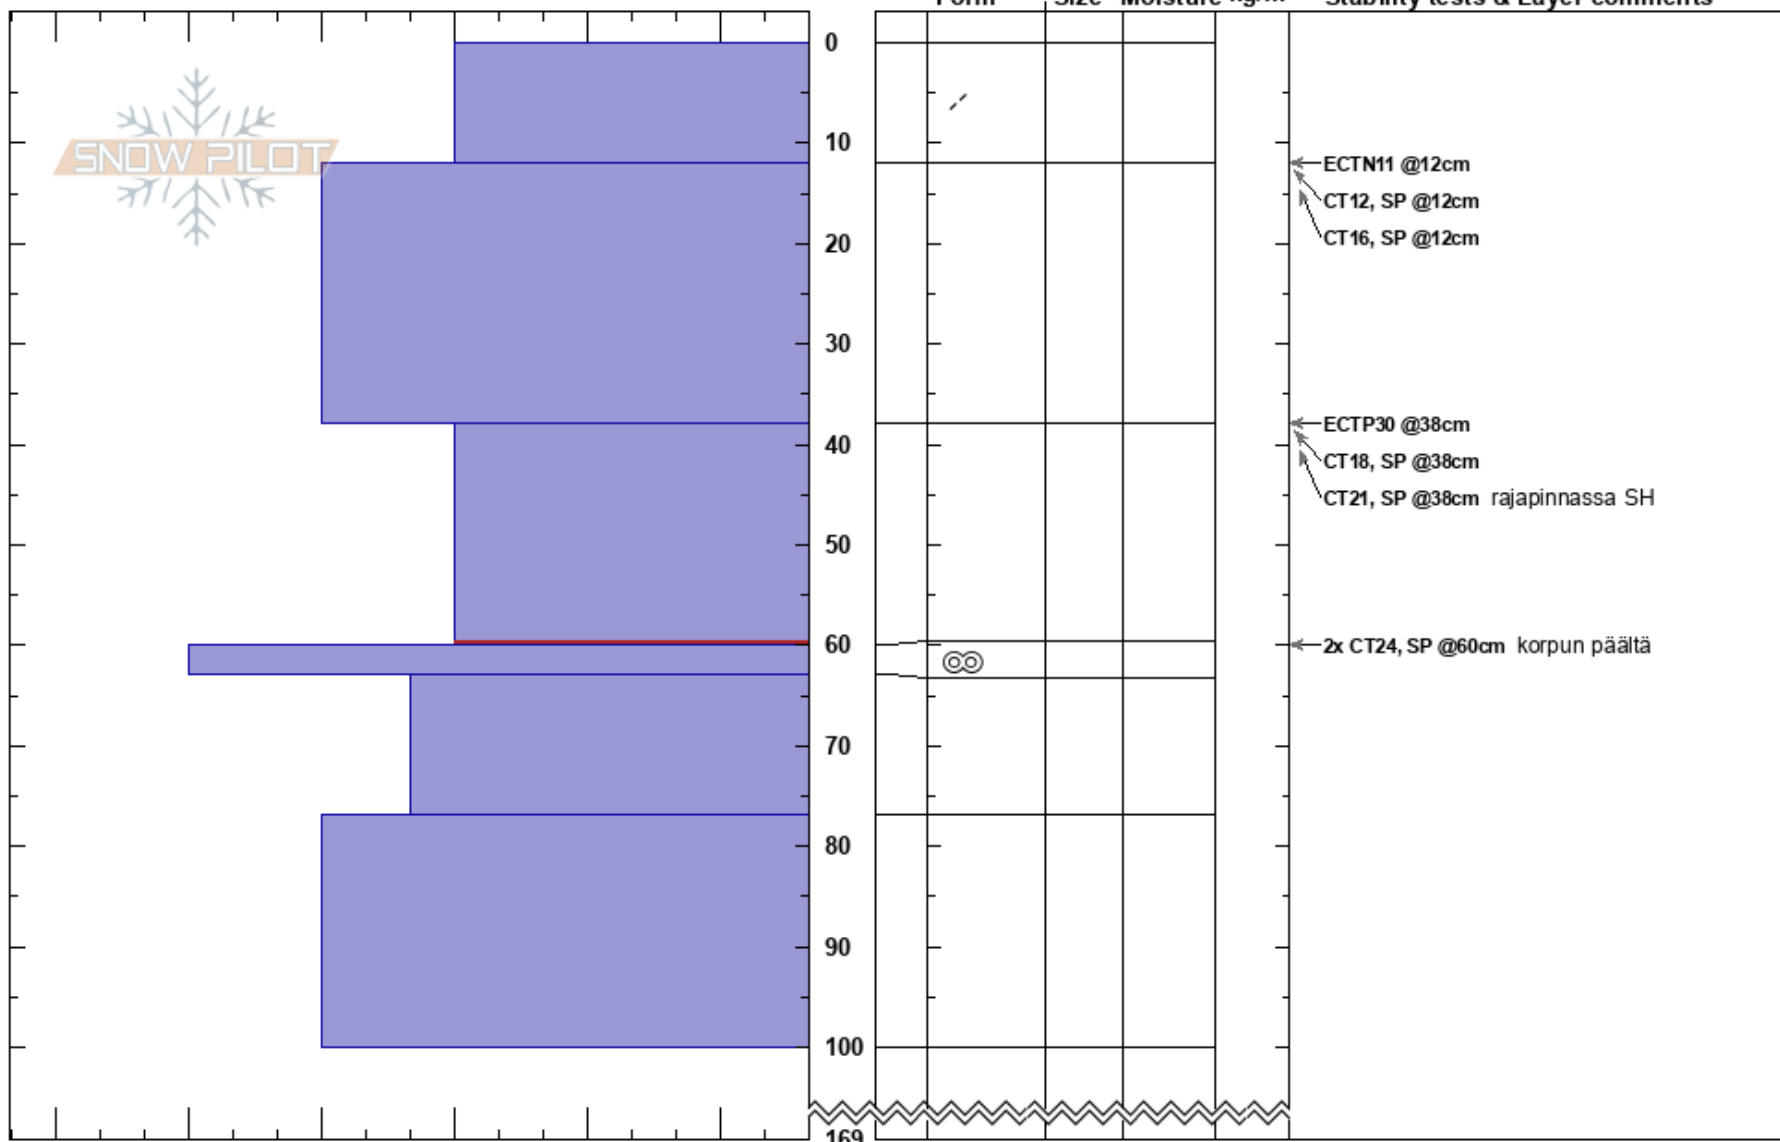 Form Size Moisture kg/m³ Stability tests & Layer comments
0
SNOW PILOT
10
ECTN11 @12cm
CT12, SP @12cm
20
CT16, SP @12cm
30
ECTP30 @38cm
40
CT18, SP @38cm
CT21, SP @38cm rajapinnassa SH
50
60
2x CT24, SP @60cm korpun päältä
70
80
90
100
169